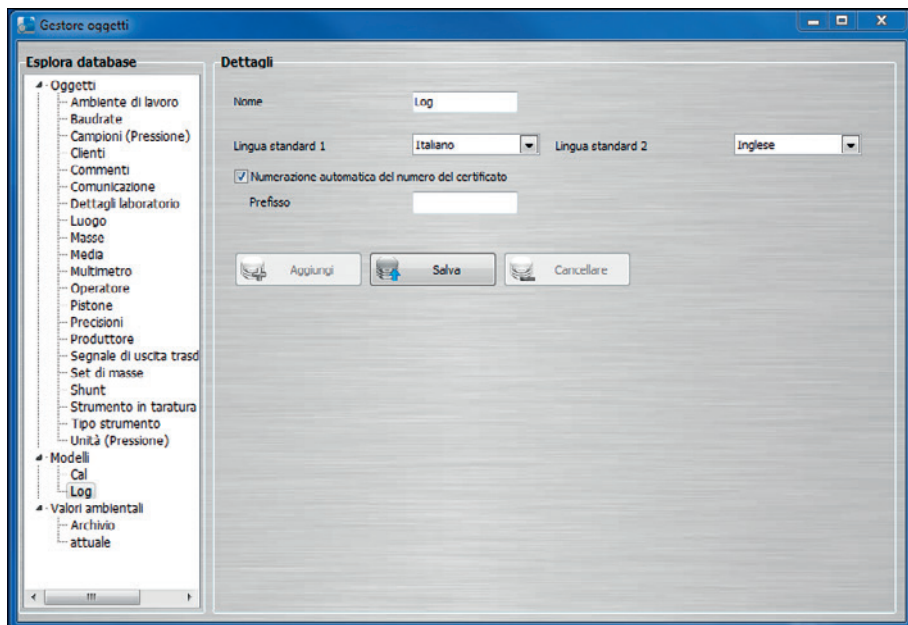 Gestore oggetti
Esplora database
Oggetti
Ambiente di lavoro
Baudrate
Campioni (Pressione)
Clienti
Commenti
Comunicazione
Dettagli laboratorio
Luogo
Masse
Media
Multimetro
Operatore
Pistone
Precisioni
Produttore
Segnale di uscita trasd
Set di masse
Shunt
Strumento in taratura
Tipo strumento
Unità (Pressione)
Modelli
Cal
Log
Valori ambientali
Archivio
attuale
Dettagli
Nome Log
Lingua standard 1 Italiano Lingua standard 2 Inglese
Numerazione automatica del numero del certificato
Prefisso
Aggiungi Salva Cancellare